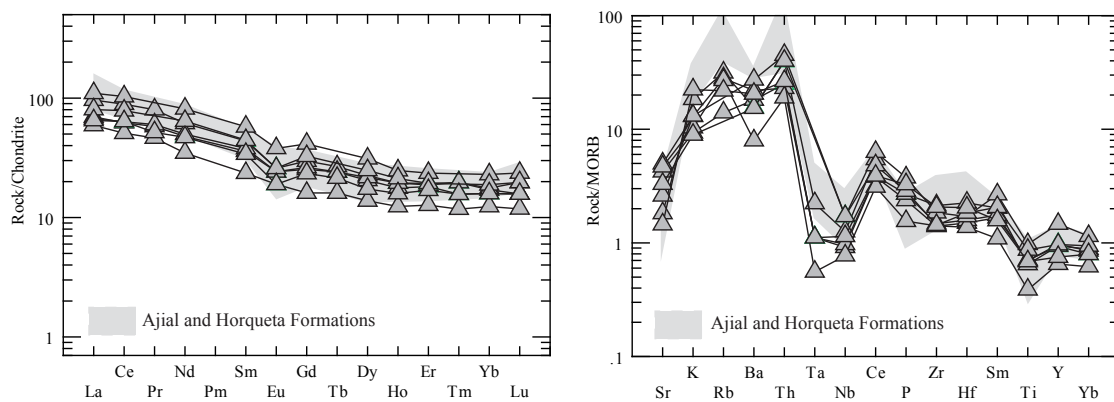 100
10
1
Rock/Chondrite
Ajial and Horqueta Formations
Ce Nd Sm Gd Dy Er Yb
La Pr Pm Eu Tb Ho Tm Lu
100
10
1
.1
Rock/MORB
Ajial and Horqueta Formations
K Ba Ta Ce Zr Sm Y
Sr Rb Th Nb P Hf Ti Yb